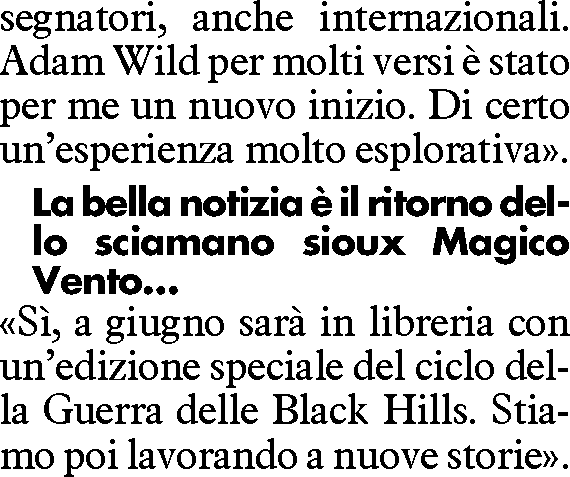 segnatori, anche internazionali.
Adam Wild per molti versi è stato
per me un nuovo inizio. Di certo
un’esperienza molto esplorativa».
La bella notizia è il ritorno del-
lo sciamano sioux Magico
Vento...
«Sì, a giugno sarà in libreria con
un’edizione speciale del ciclo del-
la Guerra delle Black Hills. Stia-
mo poi lavorando a nuove storie».